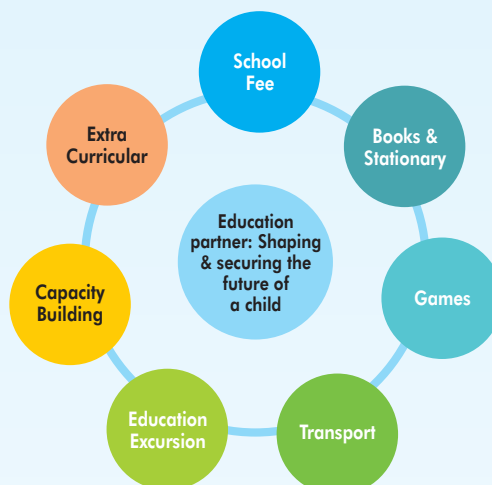 School
Fee
Books &
Stationary
Games
Transport
Education
Excursion
Capacity
Building
Extra
Curricular
Education
partner: Shaping
& securing the
future of
a child